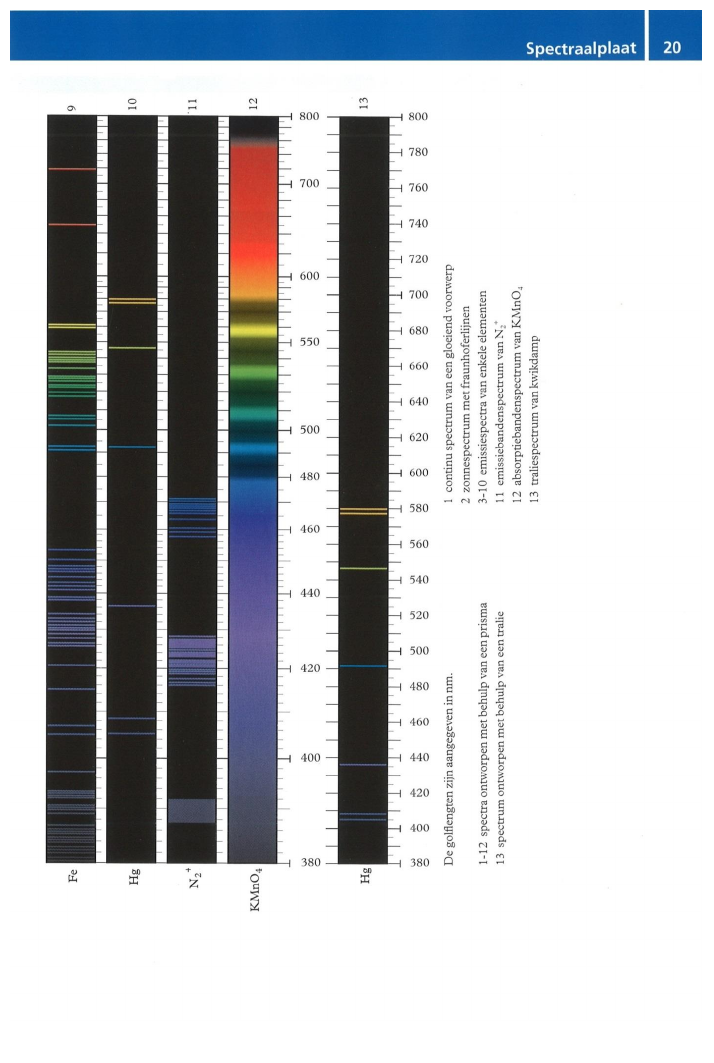 Spectraalplaat 20
9
10
11
12
13
800
700
600
550
500
480
460
440
420
400
380
800
780
760
740
720
700
680
660
640
620
600
580
560
540
520
500
480
460
440
420
400
380
Fe
Hg
N₂⁺
KMnO₄
Hg
De golflengten zijn aangegeven in nm.
1-12 spectra ontworpen met behulp van een prisma
13 spectrum ontworpen met behulp van een tralie
1 continu spectrum van een gloeiend voorwerp
2 zonnespectrum met fraunhoferlijnen
3-10 emissiespectra van enkele elementen
11 emissiebandenspectrum van N₂⁺
12 absorptiebandenspectrum van KMnO₄
13 traliespectrum van kwikdamp